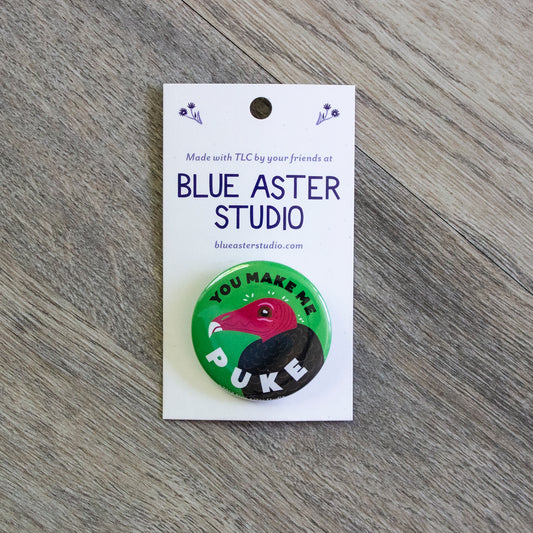 Made with TLC by your friends at
BLUE ASTER
STUDIO
blueasterstudio.com
YOU MAKE ME
PUKE